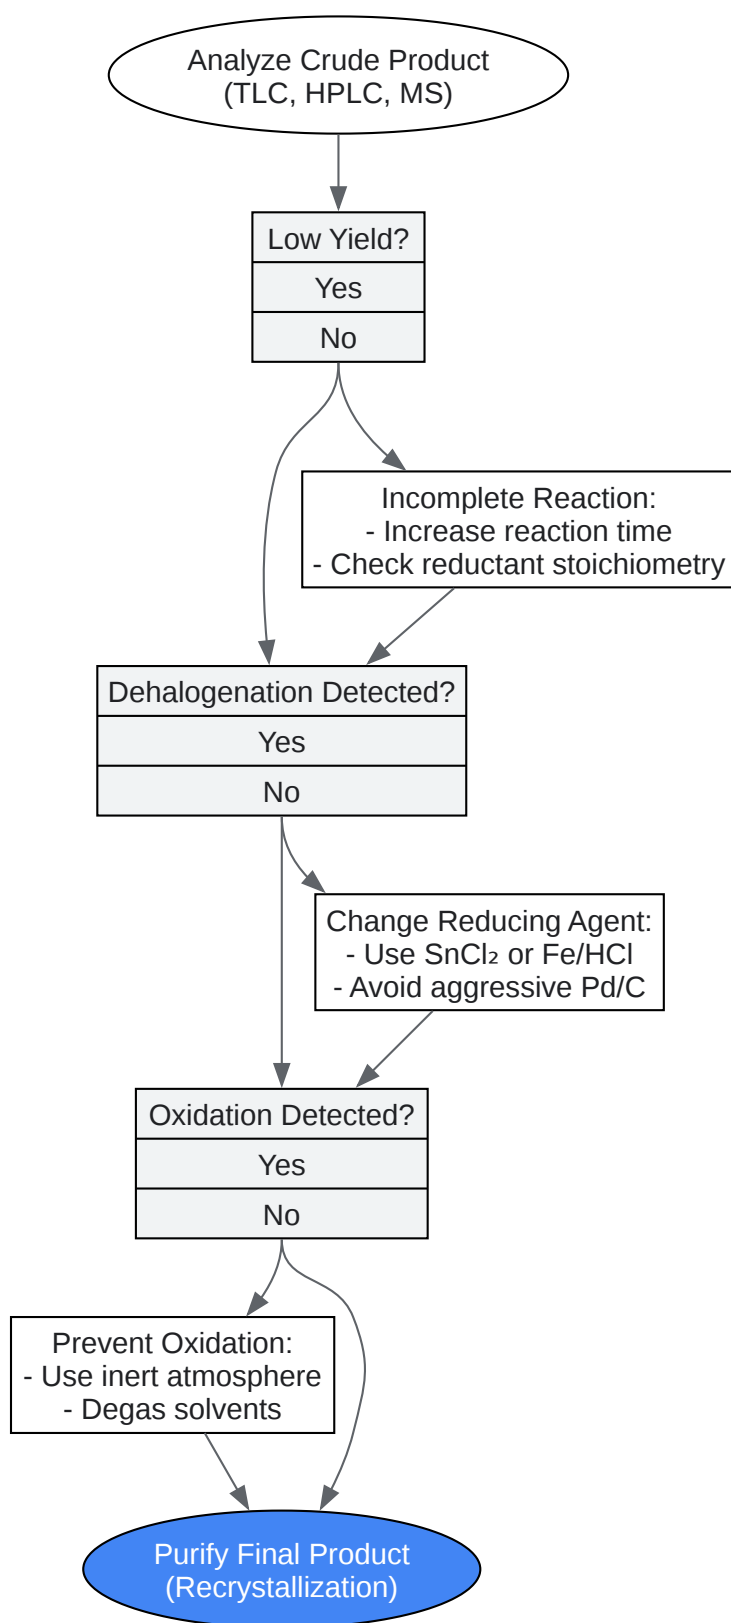 Analyze Crude Product
(TLC, HPLC, MS)
Low Yield?
Yes
No
Incomplete Reaction:
- Increase reaction time
- Check reductant stoichiometry
Dehalogenation Detected?
Yes
No
Change Reducing Agent:
- Use SnCl₂ or Fe/HCl
- Avoid aggressive Pd/C
Oxidation Detected?
Yes
No
Prevent Oxidation:
- Use inert atmosphere
- Degas solvents
Purify Final Product
(Recrystallization)